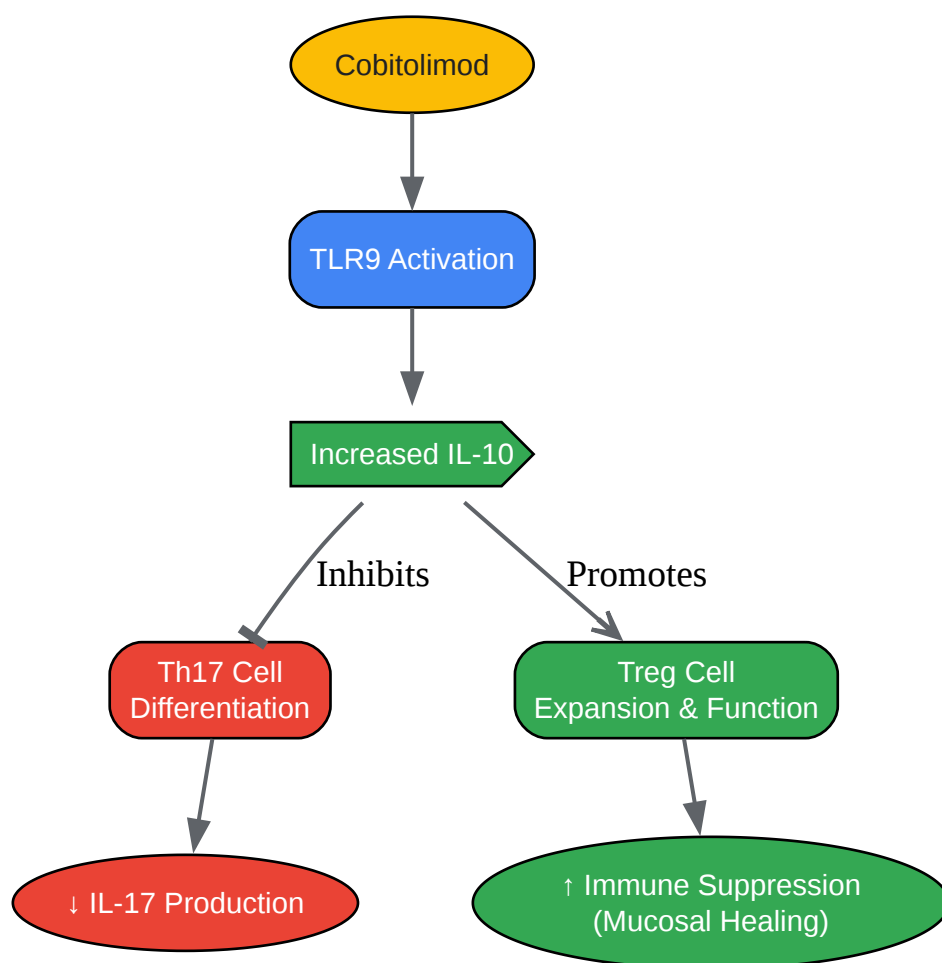 Cobitolimod
TLR9 Activation
Increased IL-10
Inhibits
Promotes
Th17 Cell
Differentiation
Treg Cell
Expansion & Function
↓ IL-17 Production
↑ Immune Suppression
(Mucosal Healing)